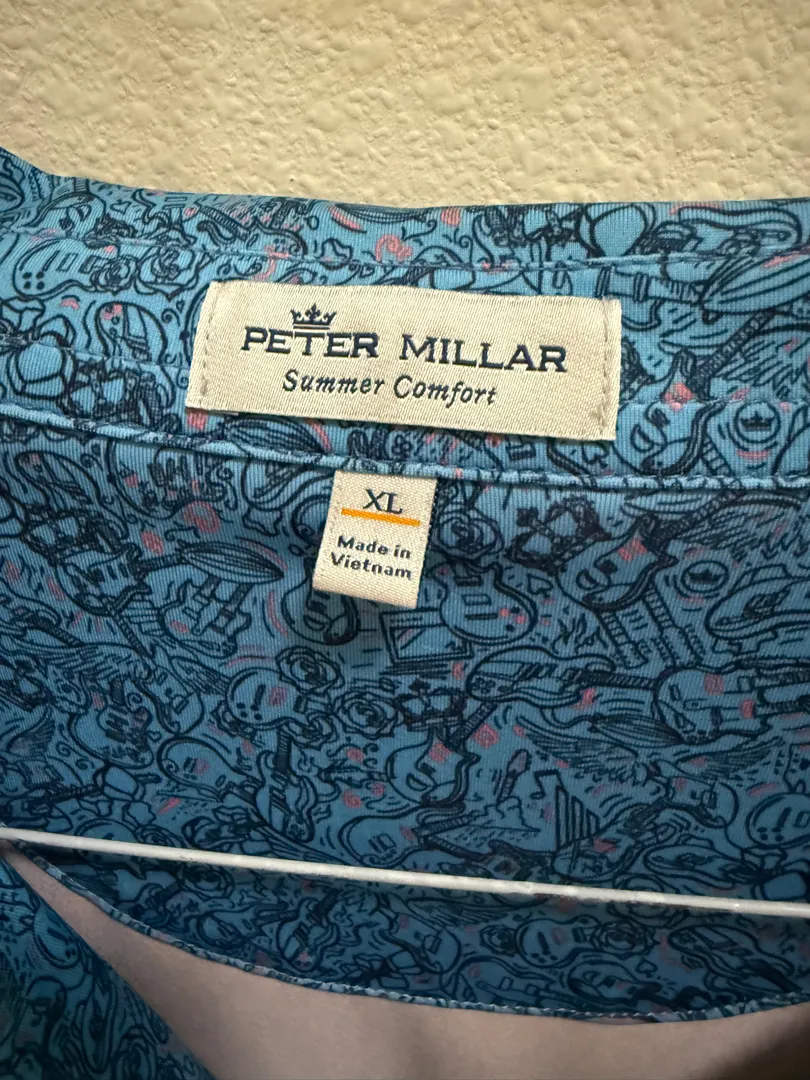 PETER MILLAR
Summer Comfort
XL
Made in
Vietnam